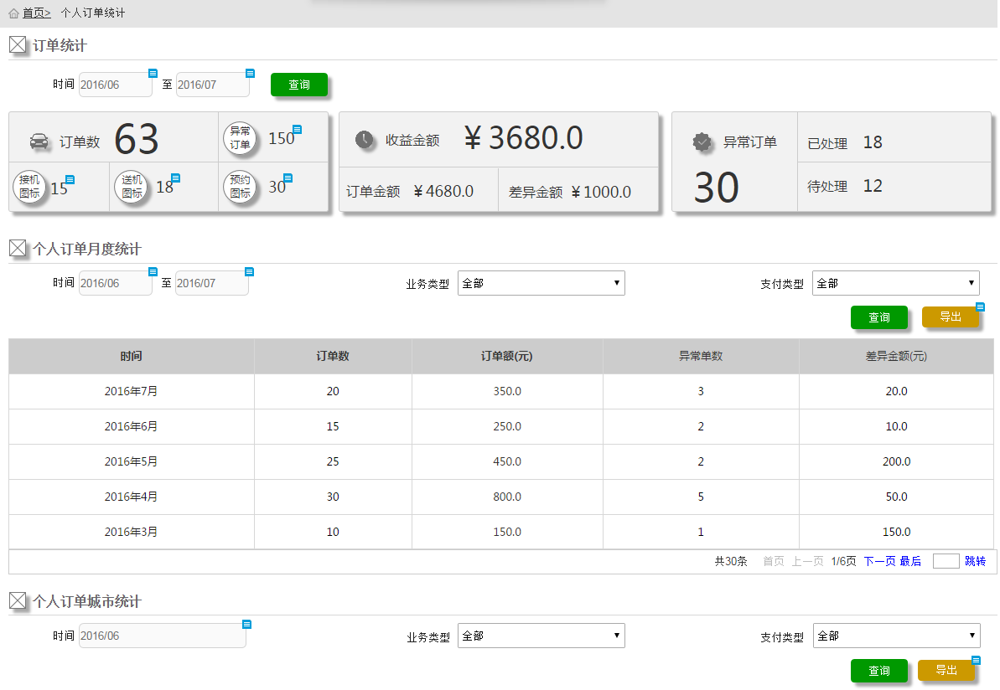 首页> 个人订单统计
订单统计
时间 2016/06 至 2016/07 查询
订单数 63 异常订单 150
接机图标 15 送机图标 18 预约图标 30
收益金额 ¥ 3680.0
订单金额 ¥4680.0 差异金额 ¥1000.0
异常订单 30
已处理 18
待处理 12
个人订单月度统计
时间 2016/06 至 2016/07 业务类型 全部 支付类型 全部
查询 导出
时间 订单数 订单额(元) 异常单数 差异金额(元)
2016年7月 20 350.0 3 20.0
2016年6月 15 250.0 2 10.0
2016年5月 25 450.0 2 200.0
2016年4月 30 800.0 5 50.0
2016年3月 10 150.0 1 150.0
共30条 首页 上一页 1/6页 下一页 最后 跳转
个人订单城市统计
时间 2016/06 业务类型 全部 支付类型 全部
查询 导出